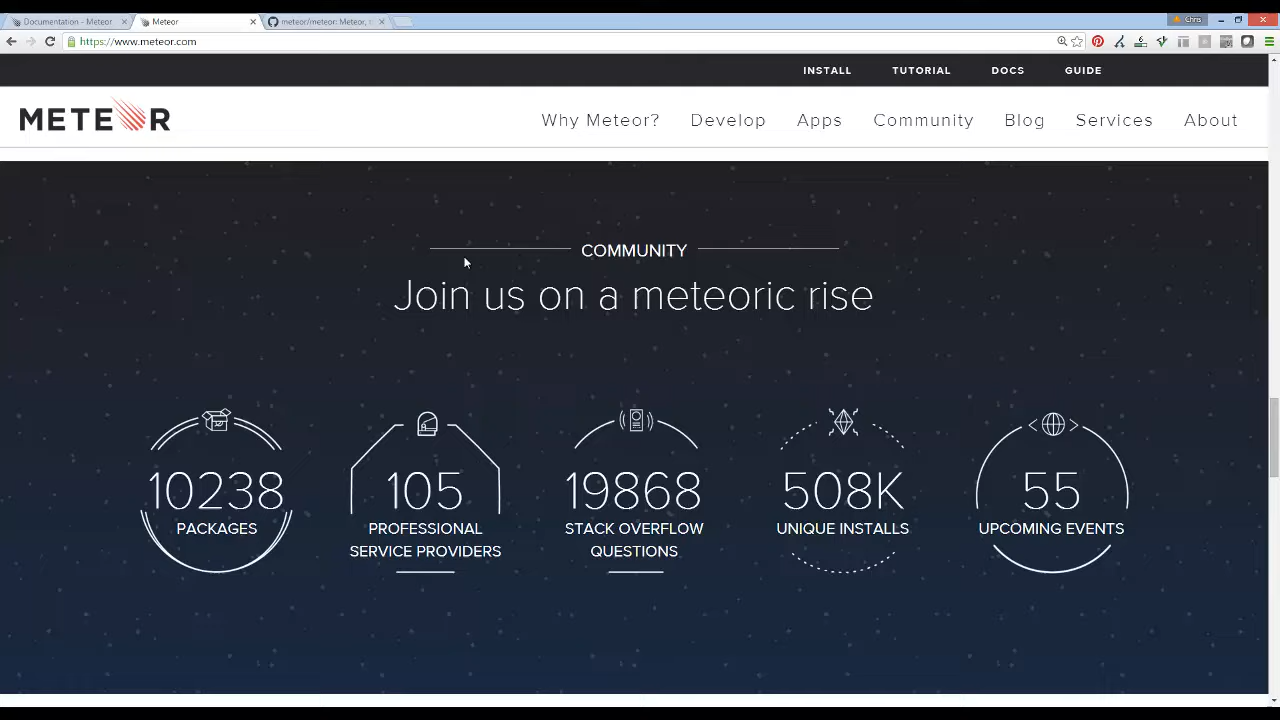 Documentation - Meteor
Meteor
meteor/meteor: Meteor, t
Chris
https://www.meteor.com
INSTALL TUTORIAL DOCS GUIDE
METEOR
Why Meteor? Develop Apps Community Blog Services About
COMMUNITY
Join us on a meteoric rise
10238 105 19868 508K 55
PACKAGES PROFESSIONAL STACK OVERFLOW UNIQUE INSTALLS UPCOMING EVENTS
SERVICE PROVIDERS QUESTIONS